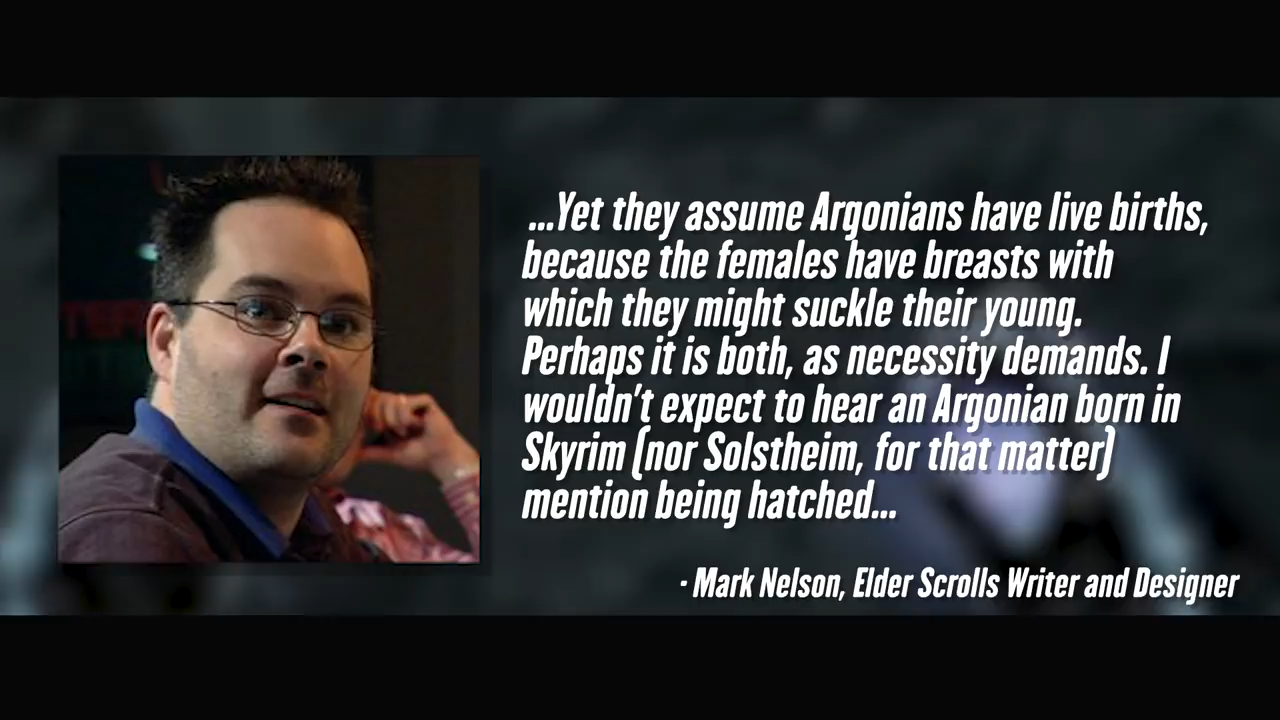 ...Yet they assume Argonians have live births,
because the females have breasts with
which they might suckle their young.
Perhaps it is both, as necessity demands. I
wouldn't expect to hear an Argonian born in
Skyrim (nor Solstheim, for that matter)
mention being hatched...
- Mark Nelson, Elder Scrolls Writer and Designer